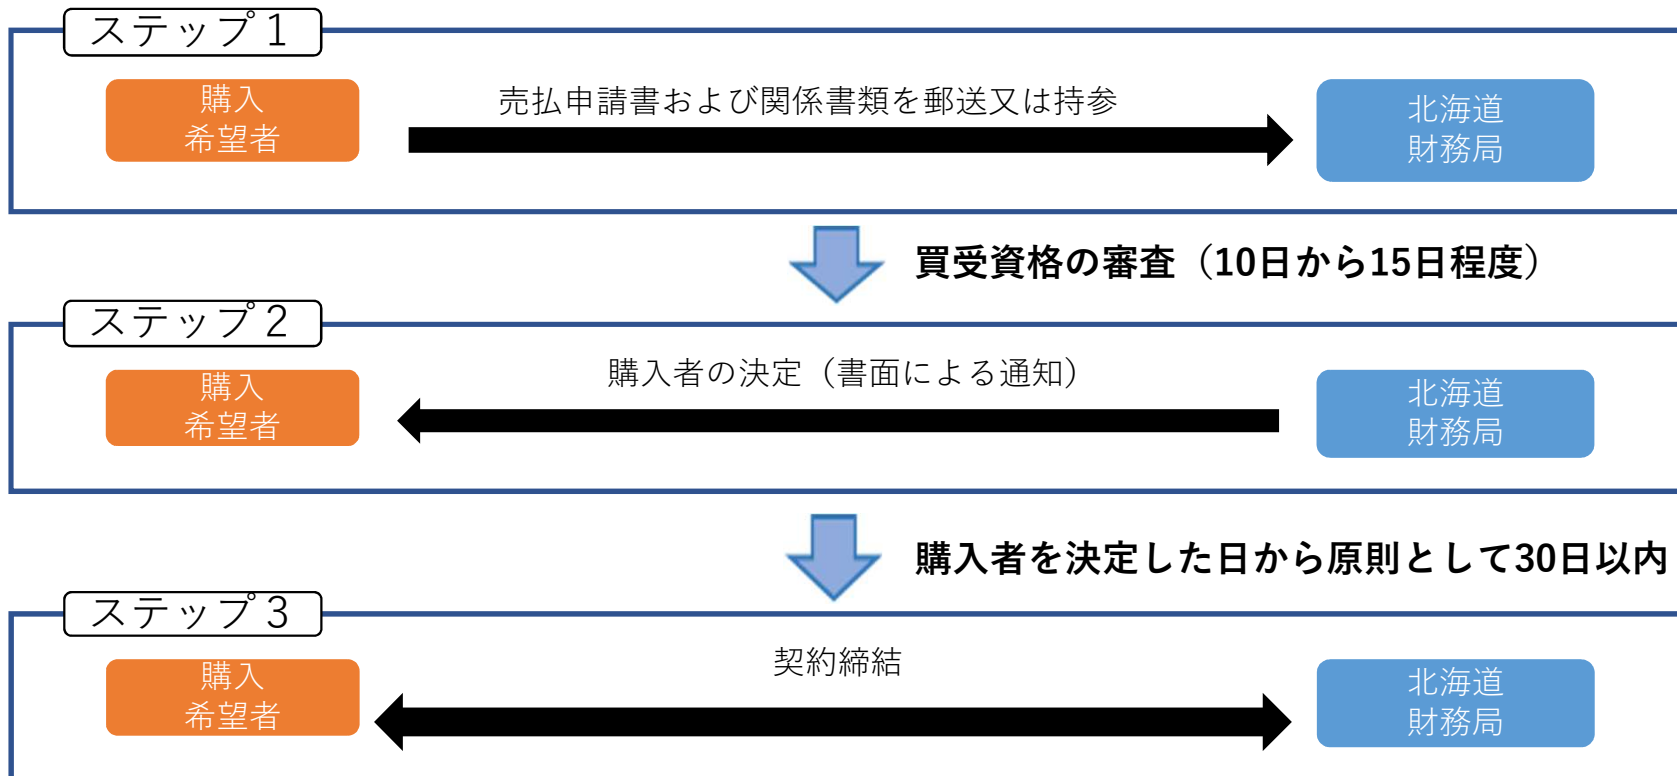 ステップ１
購入
希望者
売払申請書および関係書類を郵送又は持参
北海道
財務局
買受資格の審査（10日から15日程度）
ステップ２
購入
希望者
購入者の決定（書面による通知）
北海道
財務局
購入者を決定した日から原則として30日以内
ステップ３
購入
希望者
契約締結
北海道
財務局